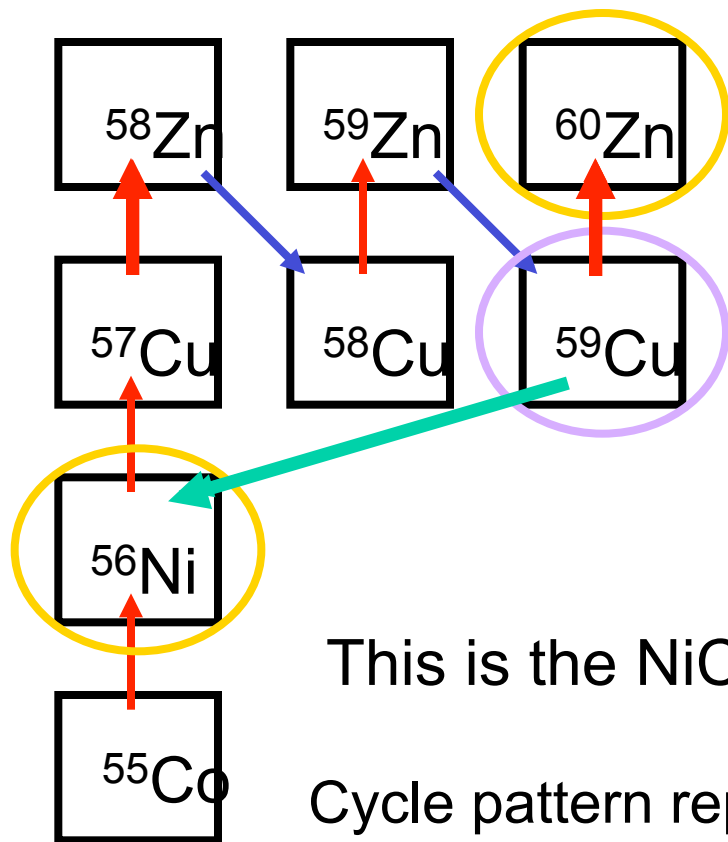 ⁵⁸Zn ⁵⁹Zn ⁶⁰Zn
⁵⁷Cu ⁵⁸Cu ⁵⁹Cu
⁵⁶Ni
This is the NiC
⁵⁵Co
Cycle pattern rep